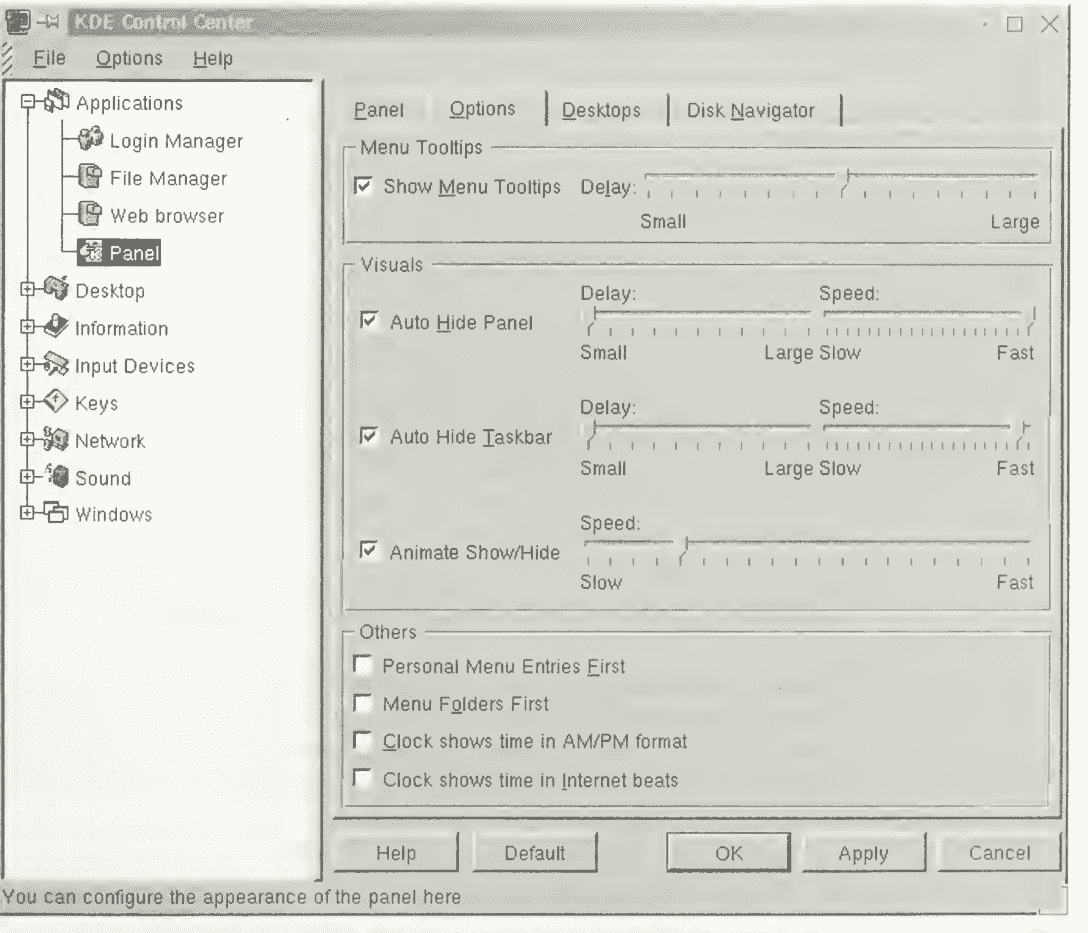 KDE Control Center
File Options Help
Applications
Login Manager
File Manager
Web browser
Panel
Desktop
Information
Input Devices
Keys
Network
Sound
Windows
Panel Options Desktops Disk Navigator
Menu Tooltips
Show Menu Tooltips Delay:
Small Large
Visuals
Delay: Speed:
Auto Hide Panel
Small Large Slow Fast
Delay: Speed:
Auto Hide Taskbar
Small Large Slow Fast
Speed:
Animate Show/Hide
Slow Fast
Others
Personal Menu Entries First
Menu Folders First
Clock shows time in AM/PM format
Clock shows time in Internet beats
Help Default OK Apply Cancel
You can configure the appearance of the panel here